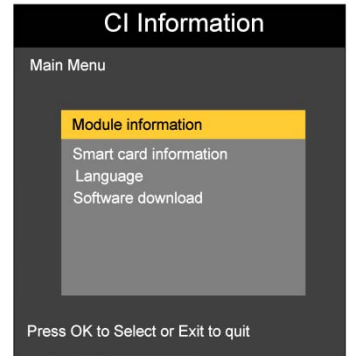 CI Information
Main Menu
Module information
Smart card information
Language
Software download
Press OK to Select or Exit to quit